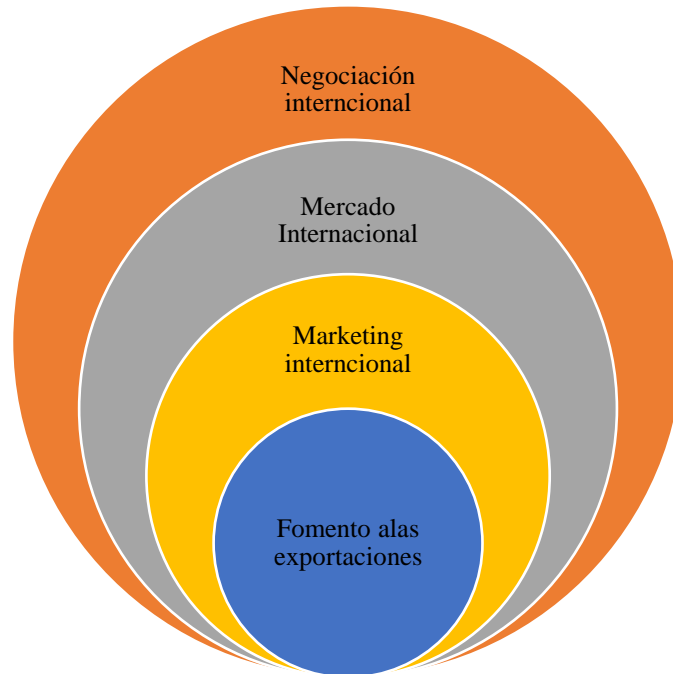 Negociación
interncional
Mercado
Internacional
Marketing
interncional
Fomento alas
exportaciones